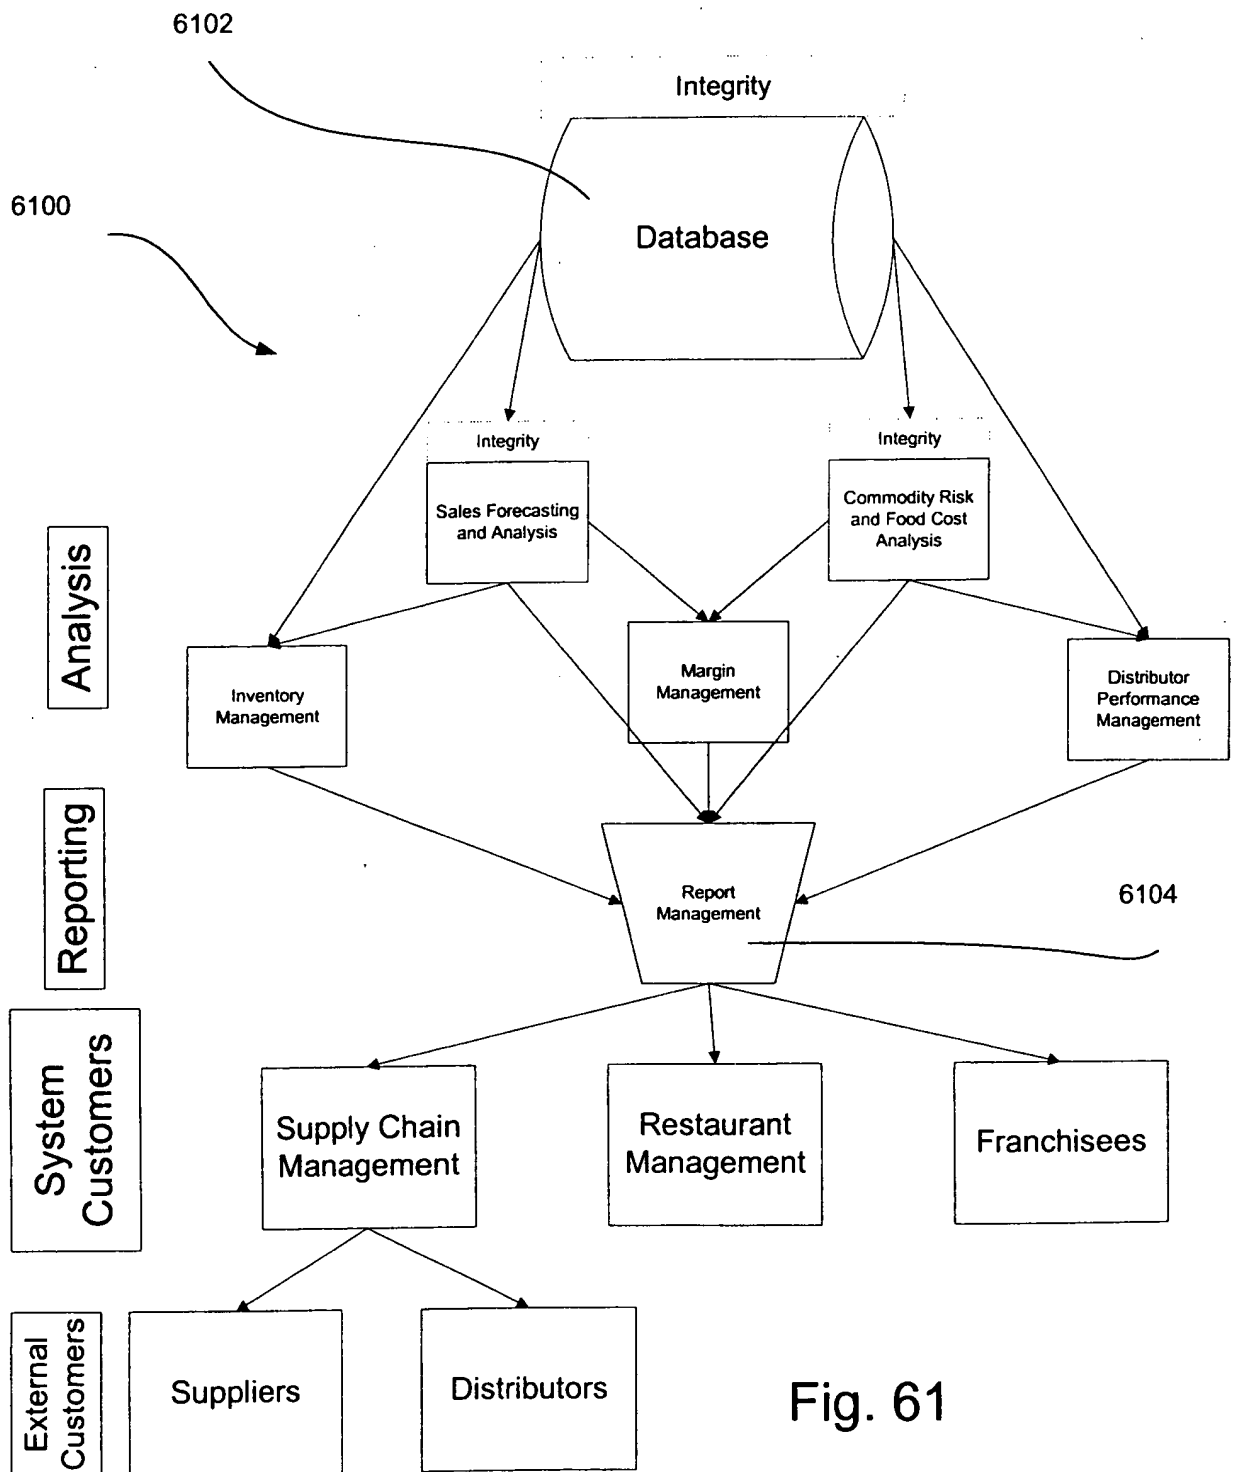 6102
Integrity
6100
Database
Integrity
Integrity
Sales Forecasting
and Analysis
Commodity Risk
and Food Cost
Analysis
Analysis
Inventory
Management
Margin
Management
Distributor
Performance
Management
Reporting
Report
Management
6104
System
Customers
Supply Chain
Management
Restaurant
Management
Franchisees
External
Customers
Suppliers
Distributors
Fig. 61